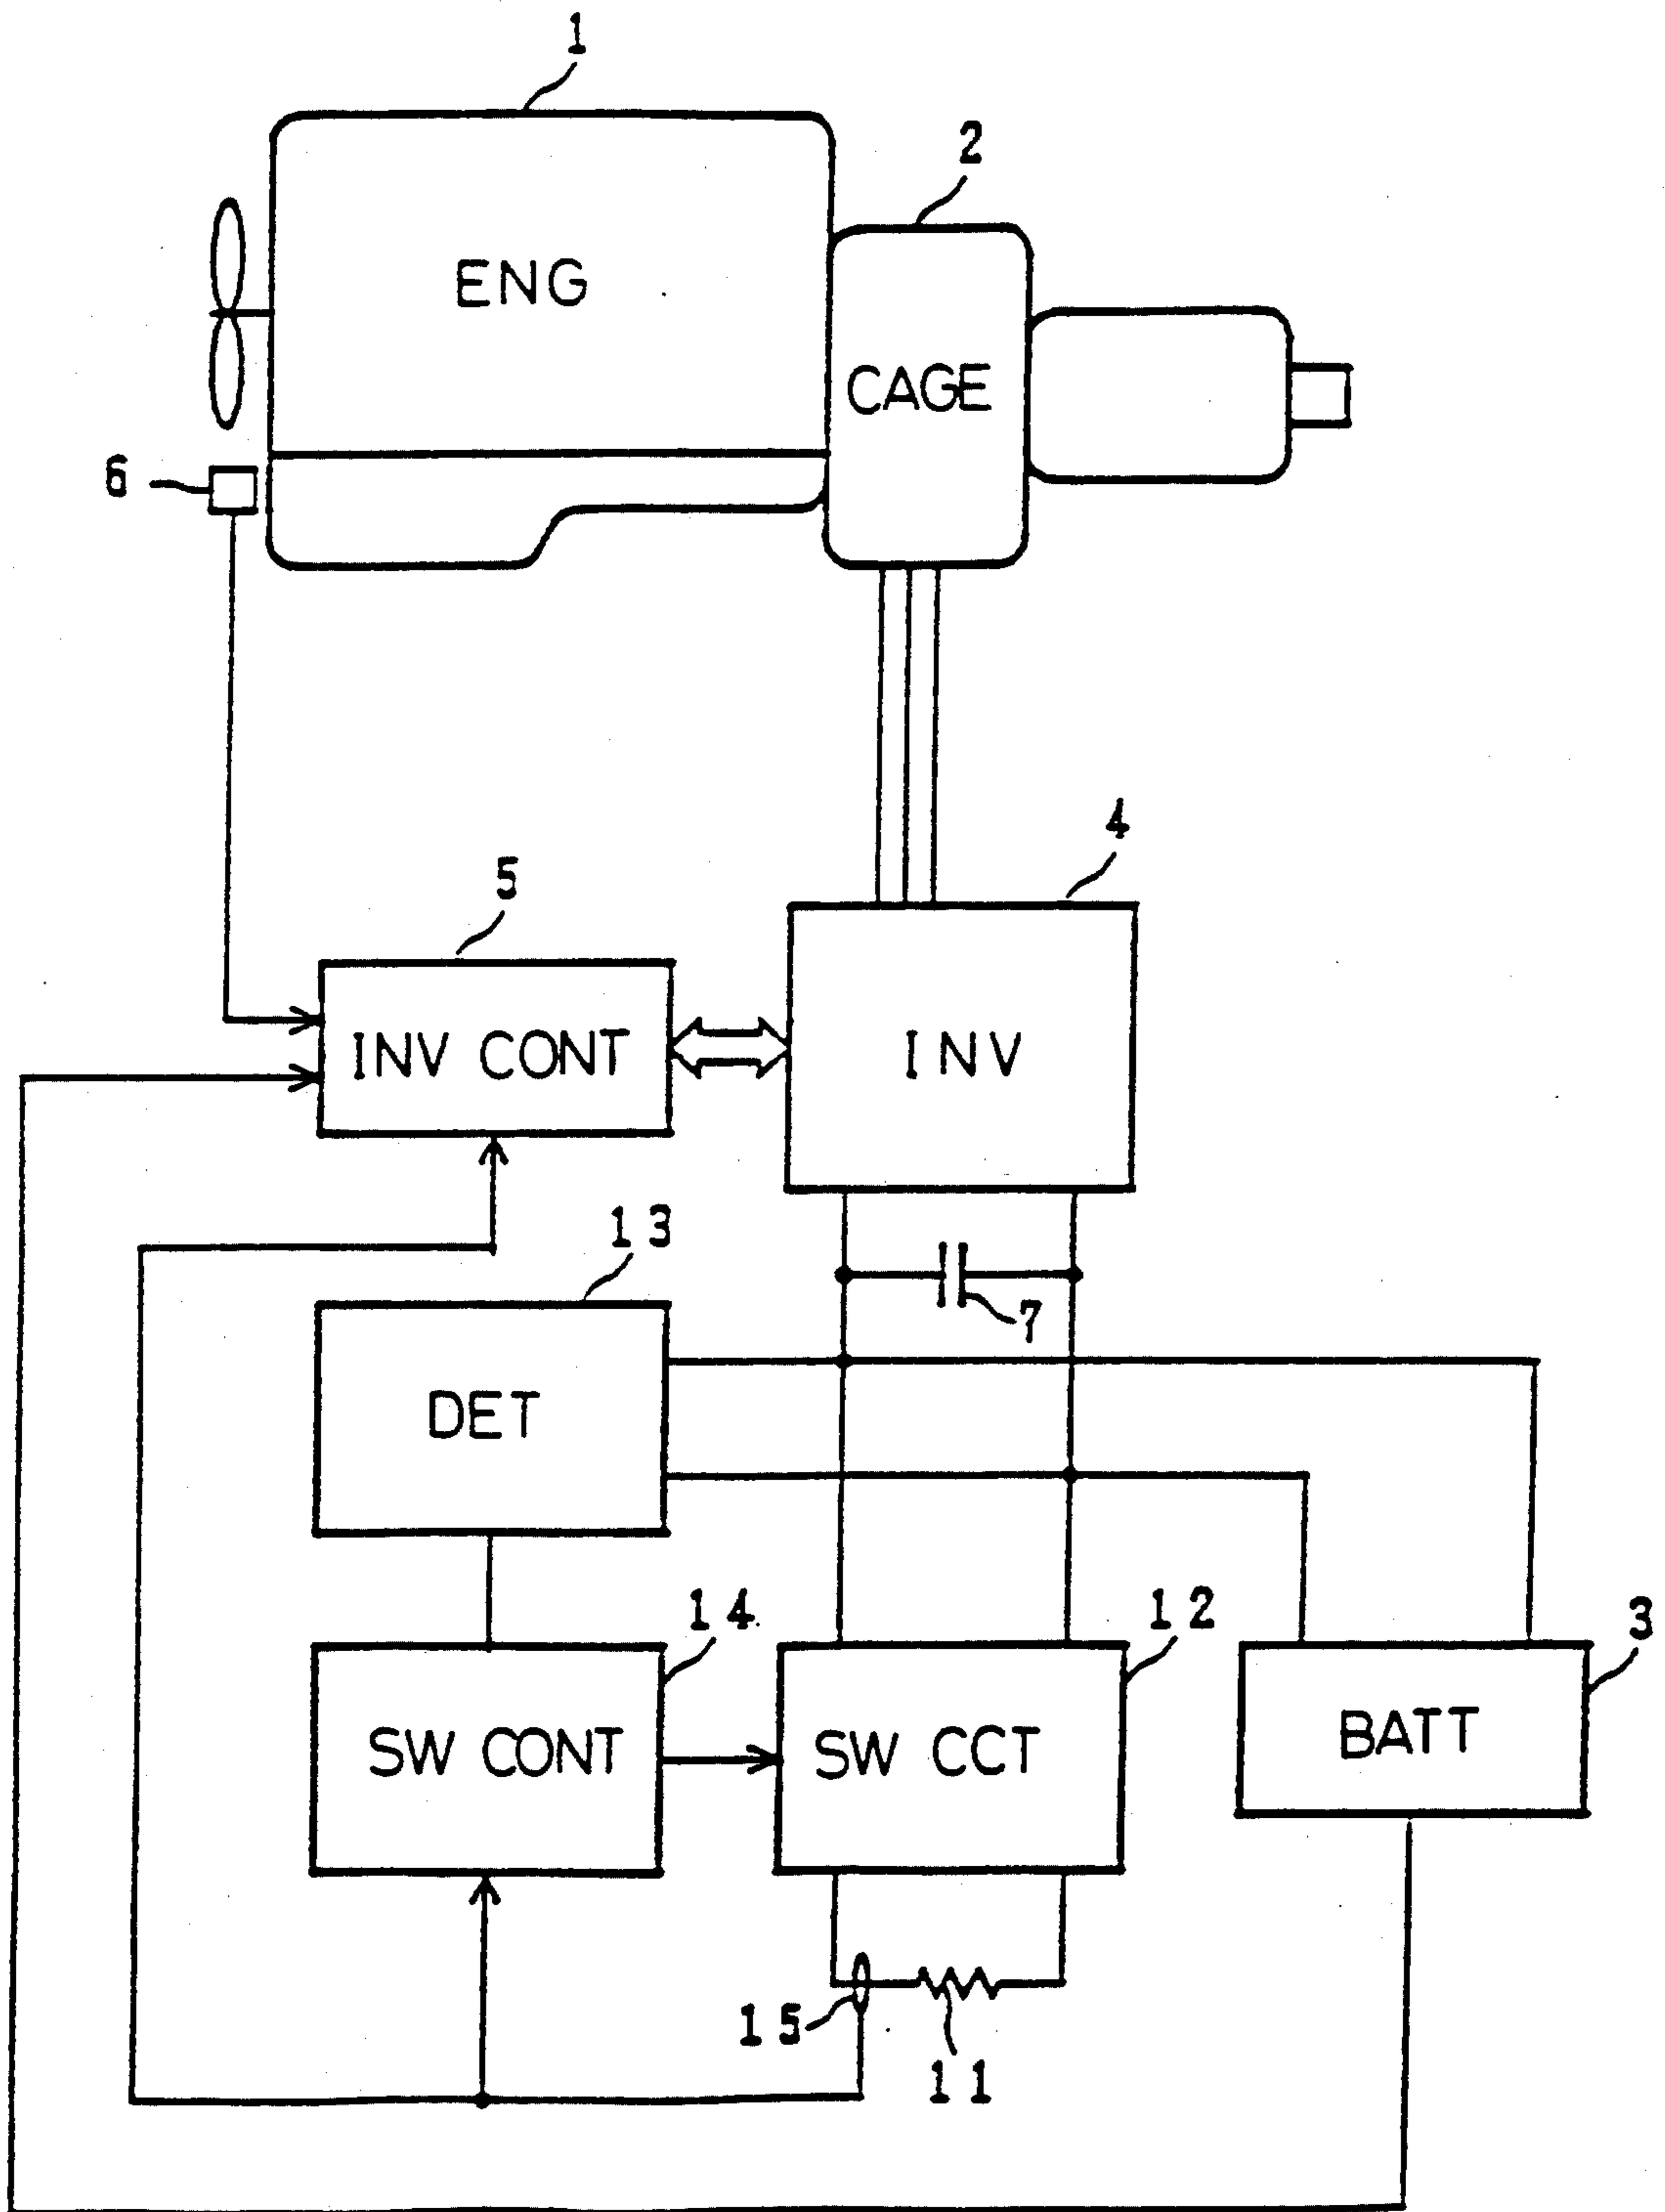 1
2
ENG
CAGE
6
4
5
INV CONT
INV
13
7
DET
14
12
3
SW CONT
SW CCT
BATT
15
11